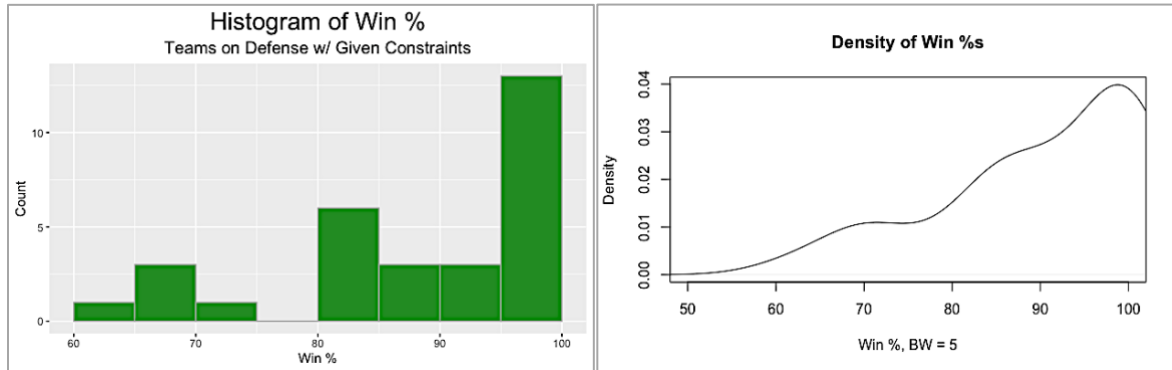 Histogram of Win %
Teams on Defense w/ Given Constraints
Count
10
5
0
60 70 80 90 100
Win %
Density of Win %s
Density
0.04
0.03
0.02
0.01
0.00
50 60 70 80 90 100
Win %, BW = 5